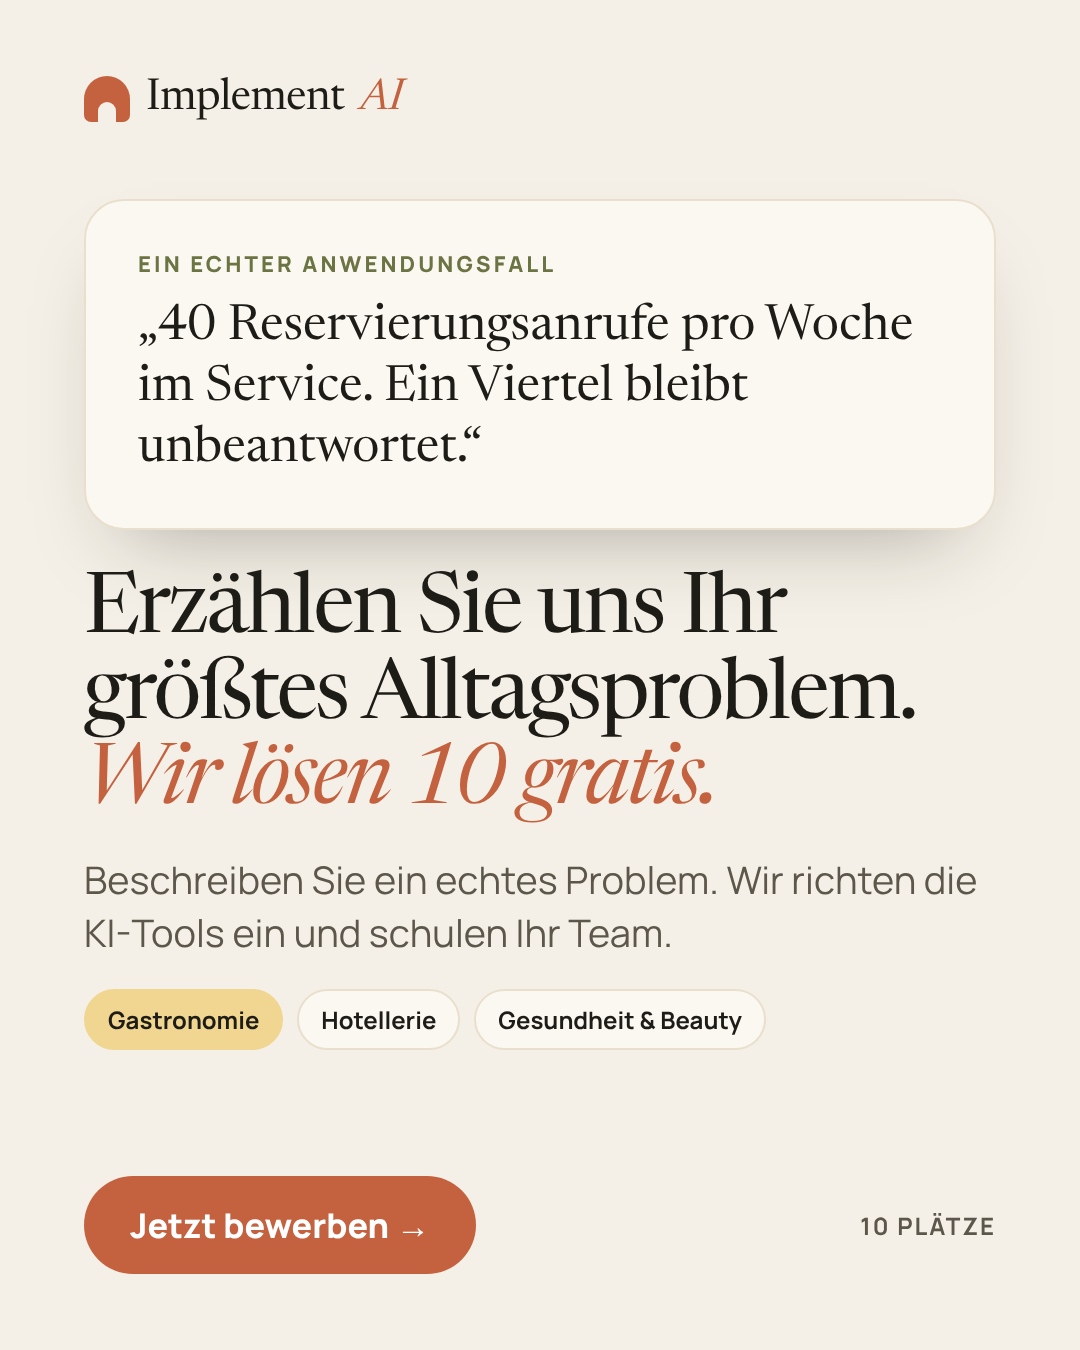 Implement AI
EIN ECHTER ANWENDUNGSFALL
„40 Reservierungsanrufe pro Woche
im Service. Ein Viertel bleibt
unbeantwortet.“
Erzählen Sie uns Ihr
größtes Alltagsproblem.
Wir lösen 10 gratis.
Beschreiben Sie ein echtes Problem. Wir richten die
KI-Tools ein und schulen Ihr Team.
Gastronomie Hotellerie Gesundheit & Beauty
Jetzt bewerben → 10 PLÄTZE